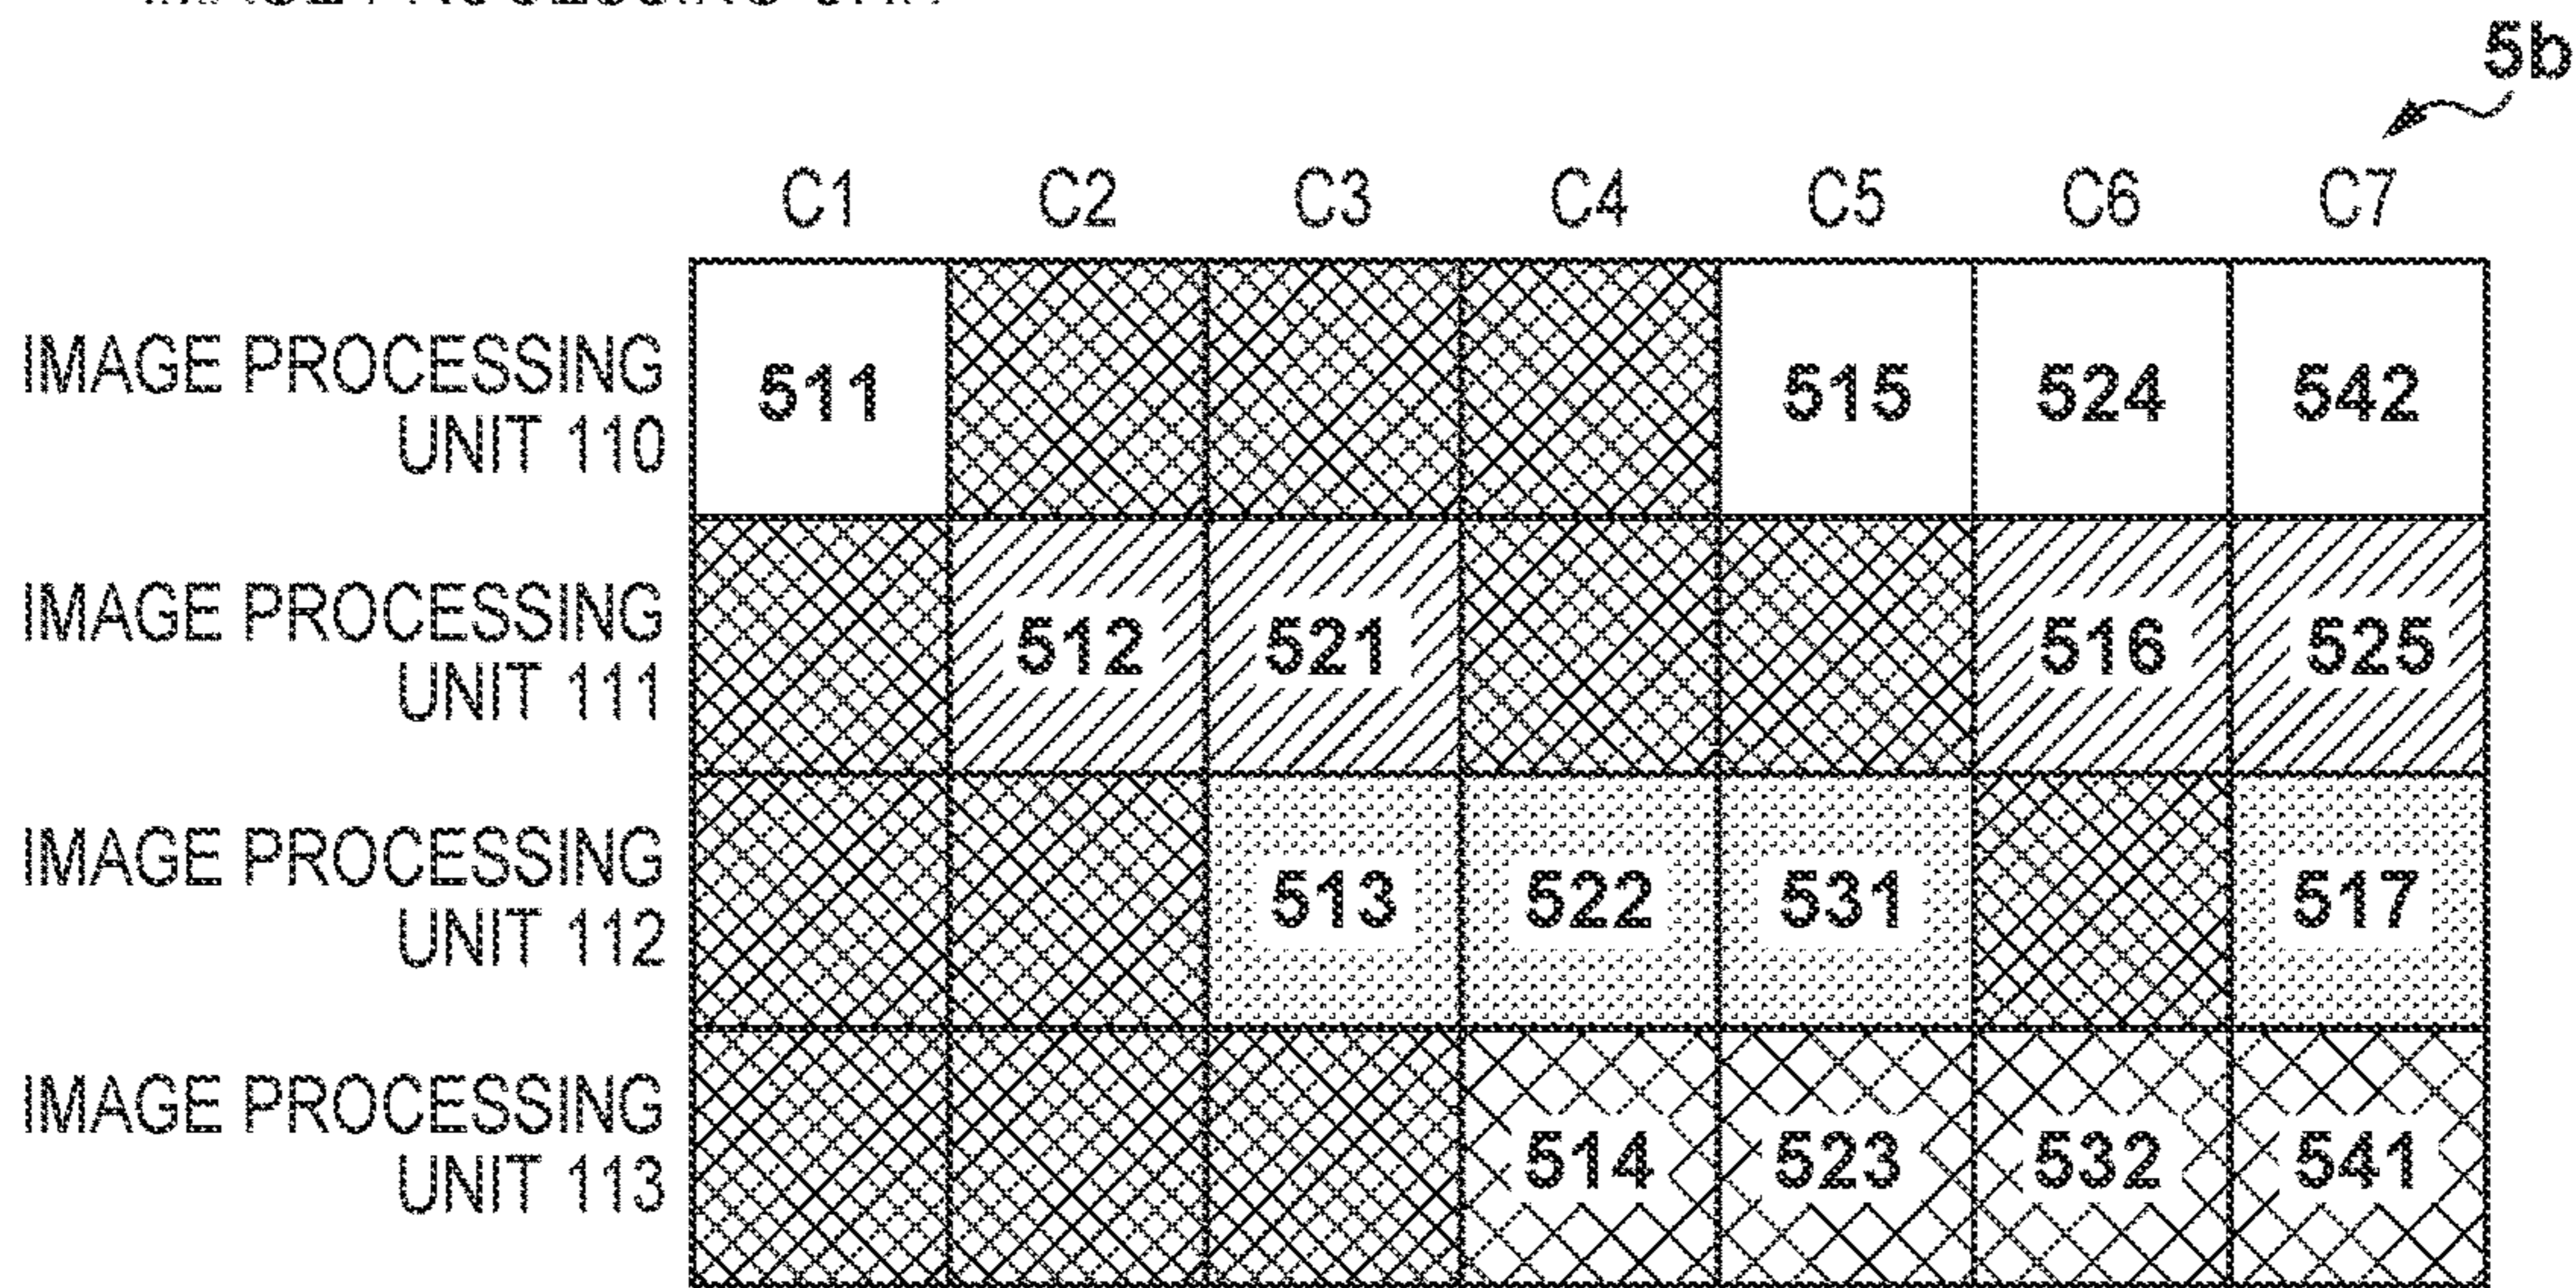 5b
C1 C2 C3 C4 C5 C6 C7
IMAGE PROCESSING
UNIT 110
511 515 524 542
IMAGE PROCESSING
UNIT 111
512 521 516 525
IMAGE PROCESSING
UNIT 112
513 522 531 517
IMAGE PROCESSING
UNIT 113
514 523 532 541